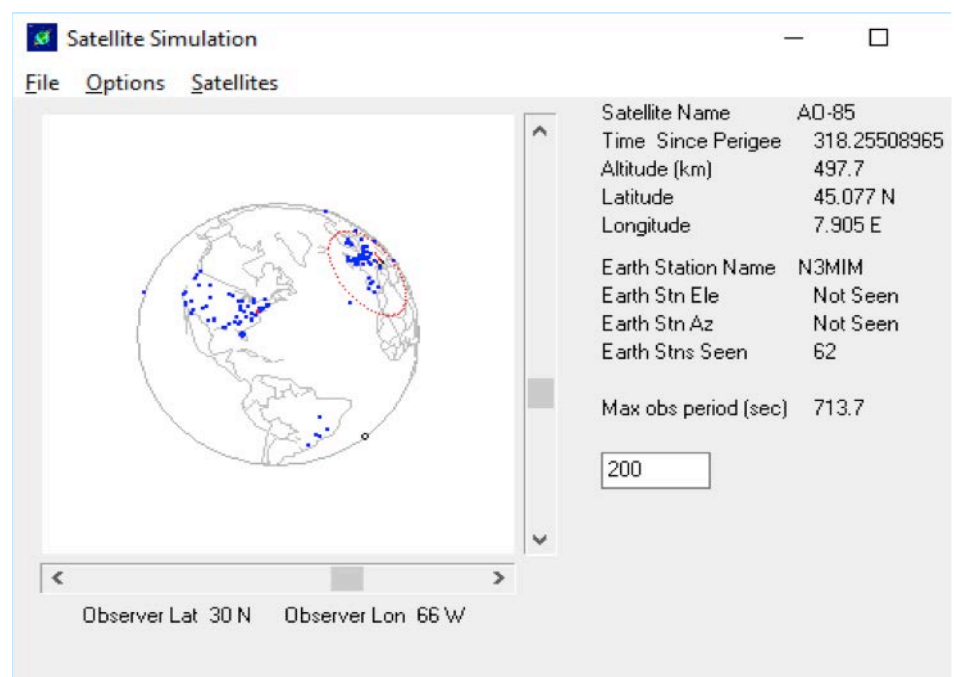 Satellite Simulation
File Options Satellites
Satellite Name AO-85
Time Since Perigee 318.25508965
Altitude (km) 497.7
Latitude 45.077 N
Longitude 7.905 E
Earth Station Name N3MIM
Earth Stn Ele Not Seen
Earth Stn Az Not Seen
Earth Stns Seen 62
Max obs period (sec) 713.7
200
Observer Lat 30 N Observer Lon 66 W